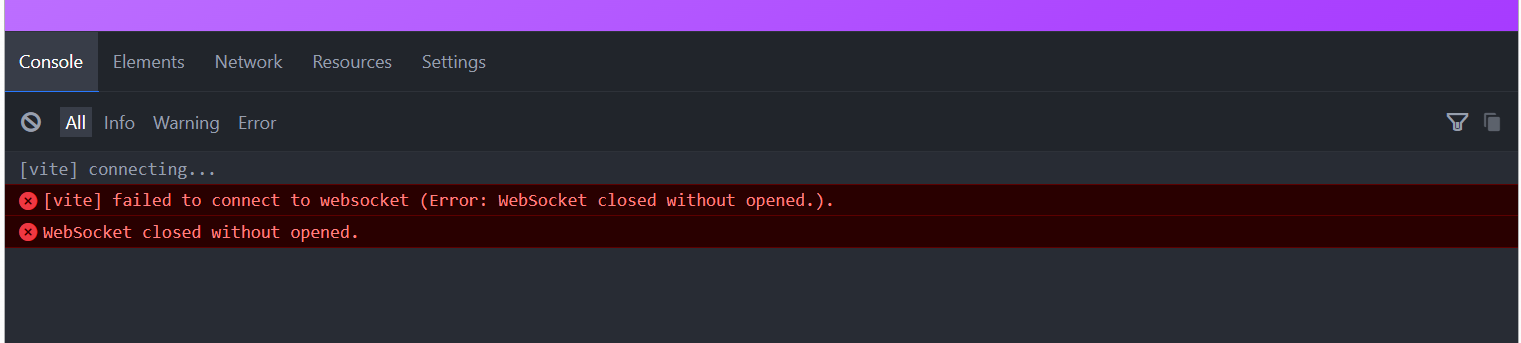 Console Elements Network Resources Settings
All Info Warning Error
[vite] connecting...
[vite] failed to connect to websocket (Error: WebSocket closed without opened.).
WebSocket closed without opened.